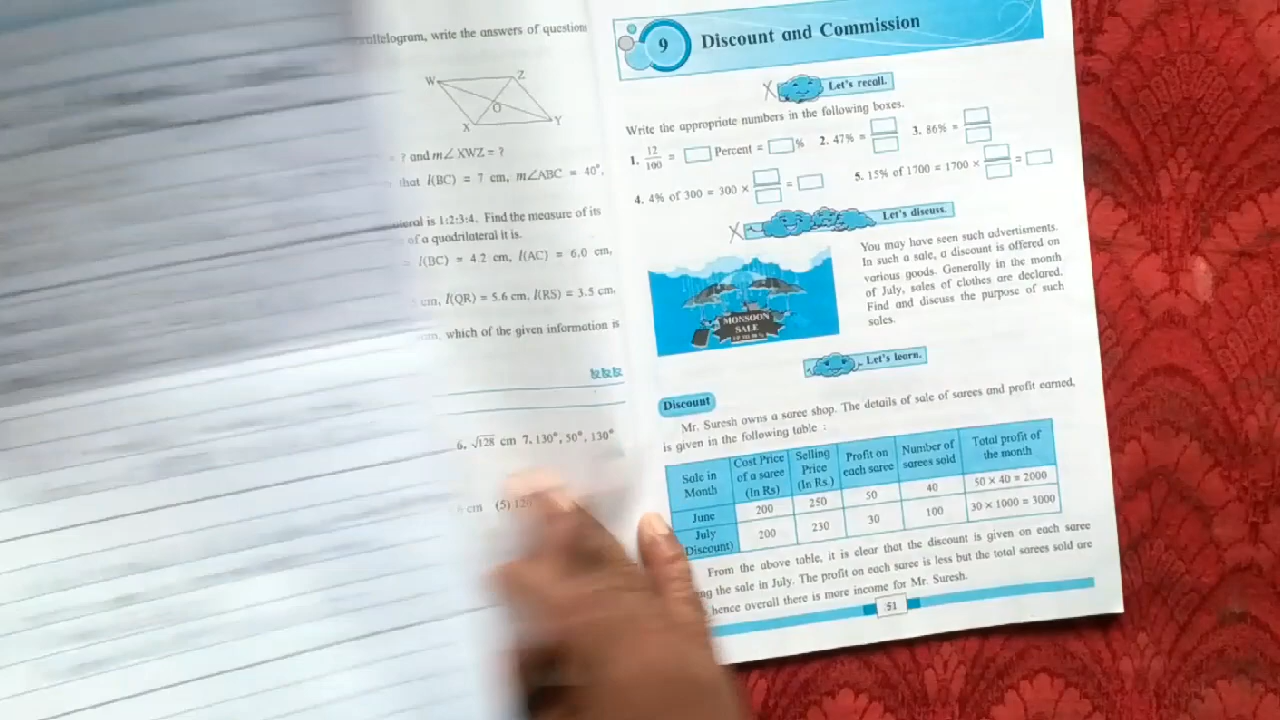 parallelogram, write the answers of question
W
Z
O
X
Y
= ? and m∠ XWZ = ?
that l(BC) = 7 cm, m∠ABC = 40°,
is 1:2:3:4. Find the measure of its
of a quadrilateral it is.
= l(BC) = 4.2 cm, l(AC) = 6.0 cm,
cm, l(QR) = 5.6 cm, l(RS) = 3.5 cm.
which of the given information is
6. √128 cm 7. 130°, 50°, 130°
cm (5)
9 Discount and Commission
X Let's recall.
Write the appropriate numbers in the following boxes.
1. 12/100 = Percent = % 2. 47% = 3. 86% =
4. 4% of 300 = 300 × = 5. 15% of 1700 = 1700 × =
X Let's discuss.
You may have seen such advertisments.
In such a sale, a discount is offered on
various goods. Generally in the month
of July, sales of clothes are declared.
Find and discuss the purpose of such
sales.
MONSOON
SALE
Let's learn.
Discount
Mr. Suresh owns a saree shop. The details of sale of sarees and profit earned,
is given in the following table :
Sale in Month Cost Price of a saree (In Rs) Selling Price (In Rs.) Profit on each saree Number of sarees sold Total profit of the month
June 200 250 50 40 50 × 40 = 2000
July Discount) 200 230 30 100 30 × 1000 = 3000
From the above table, it is clear that the discount is given on each saree
the sale in July. The profit on each saree is less but the total sarees sold are
hence overall there is more income for Mr. Suresh.
51